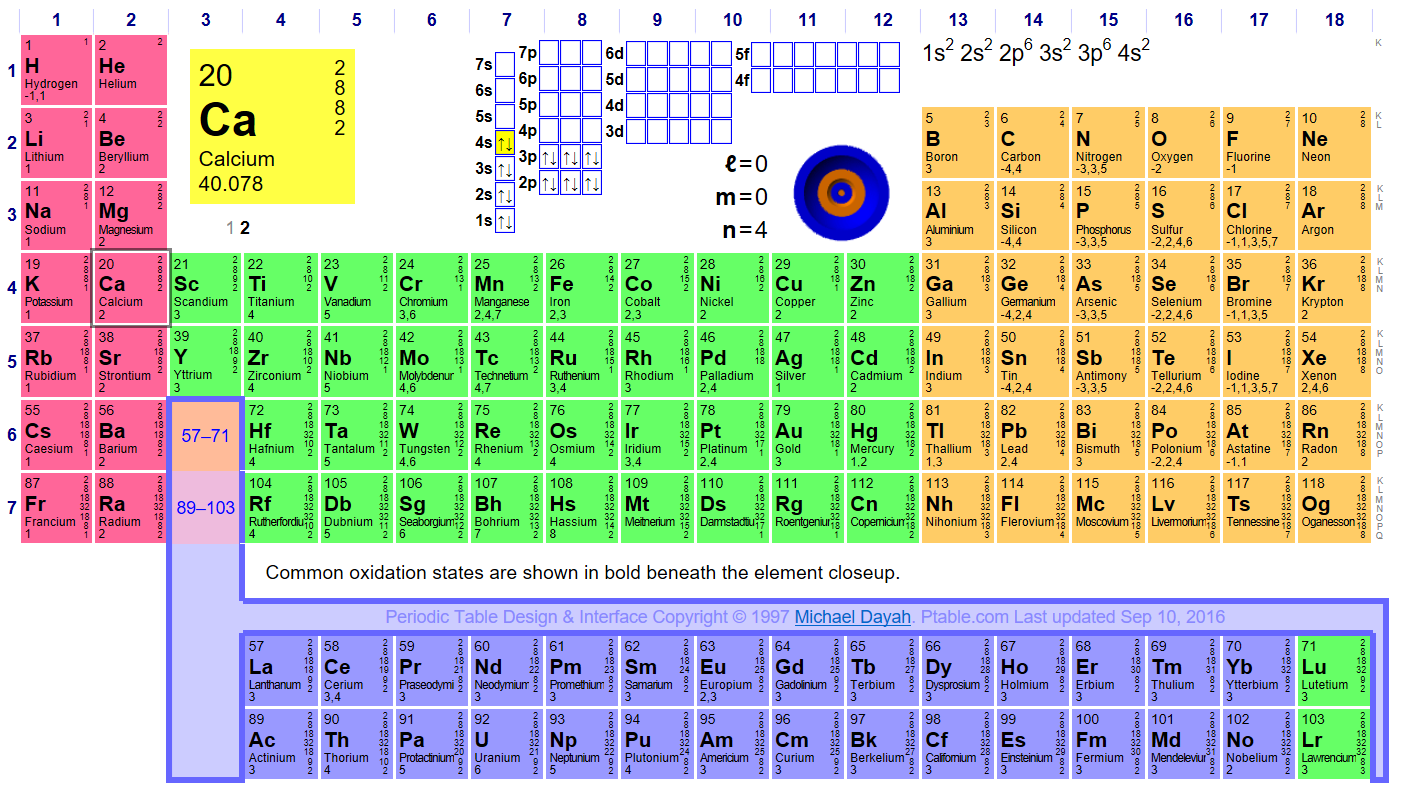 1 2 3 4 5 6 7 8 9 10 11 12 13 14 15 16 17 18
1s² 2s² 2p⁶ 3s² 3p⁶ 4s²
K
1
1 1 2 2
H He
Hydrogen Helium
-1,1
20
Ca
Calcium
40.078
2
8
8
2
1 2
7s
6s
5s
4s ↑↓
3s ↑↓
2s ↑↓
1s ↑↓
7p
6p
5p
4p
3p ↑↓ ↑↓ ↑↓
2p ↑↓ ↑↓ ↑↓
6d
5d
4d
3d
5f
4f
ℓ=0
m=0
n=4
2
3 4 5 6 7 8 9 10
Li Be B C N O F Ne
Lithium Beryllium Boron Carbon Nitrogen Oxygen Fluorine Neon
1 2 3 -4,4 -3,3,5 -2 -1
K
L
3
11 12 13 14 15 16 17 18
Na Mg Al Si P S Cl Ar
Sodium Magnesium Aluminium Silicon Phosphorus Sulfur Chlorine Argon
1 2 3 -4,4 -3,3,5 -2,2,4,6 -1,1,3,5,7
K
L
M
4
19 20 21 22 23 24 25 26 27 28 29 30 31 32 33 34 35 36
K Ca Sc Ti V Cr Mn Fe Co Ni Cu Zn Ga Ge As Se Br Kr
Potassium Calcium Scandium Titanium Vanadium Chromium Manganese Iron Cobalt Nickel Copper Zinc Gallium Germanium Arsenic Selenium Bromine Krypton
1 2 3 4 5 3,6 2,4,7 2,3 2,3 2 2 2 3 -4,2,4 -3,3,5 -2,2,4,6 -1,1,3,5 2
K
L
M
N
5
37 38 39 40 41 42 43 44 45 46 47 48 49 50 51 52 53 54
Rb Sr Y Zr Nb Mo Tc Ru Rh Pd Ag Cd In Sn Sb Te I Xe
Rubidium Strontium Yttrium Zirconium Niobium Molybdenur Technetium Ruthenium Rhodium Palladium Silver Cadmium Indium Tin Antimony Tellurium Iodine Xenon
1 2 3 4 5 4,6 4,7 3,4 3 2,4 1 2 3 -4,2,4 -3,3,5 -2,2,4,6 -1,1,3,5,7 2,4,6
K
L
M
N
O
6
55 56 57–71 72 73 74 75 76 77 78 79 80 81 82 83 84 85 86
Cs Ba Hf Ta W Re Os Ir Pt Au Hg Tl Pb Bi Po At Rn
Caesium Barium Hafnium Tantalum Tungsten Rhenium Osmium Iridium Platinum Gold Mercury Thallium Lead Bismuth Polonium Astatine Radon
1 2 4 5 4,6 4 4 3,4 2,4 3 1,2 1,3 2,4 3 -2,2,4 -1,1 2
K
L
M
N
O
P
7
87 88 89–103 104 105 106 107 108 109 110 111 112 113 114 115 116 117 118
Fr Ra Rf Db Sg Bh Hs Mt Ds Rg Cn Nh Fl Mc Lv Ts Og
Francium Radium Rutherfordiu Dubnium Seaborgium Bohrium Hassium Meitnerium Darmstadtiu Roentgeniur Copernicium Nihonium Flerovium Moscovium Livermorium Tennessine Oganesson
1 2 4 5 6 7 8
K
L
M
N
O
P
Q
Common oxidation states are shown in bold beneath the element closeup.
Periodic Table Design & Interface Copyright © 1997 Michael Dayah. Ptable.com Last updated Sep 10, 2016
57 58 59 60 61 62 63 64 65 66 67 68 69 70 71
La Ce Pr Nd Pm Sm Eu Gd Tb Dy Ho Er Tm Yb Lu
Lanthanum Cerium Praseodymi Neodymium Promethiur Samarium Europium Gadolinium Terbium Dysprosium Holmium Erbium Thulium Ytterbium Lutetium
3 3,4 3 3 3 3 2,3 3 3 3 3 3 3 3 3
89 90 91 92 93 94 95 96 97 98 99 100 101 102 103
Ac Th Pa U Np Pu Am Cm Bk Cf Es Fm Md No Lr
Actinium Thorium Protactinium Uranium Neptunium Plutonium Americium Curium Berkelium Californium Einsteinium Fermium Mendeleviur Nobelium Lawrencium
3 4 5 6 5 4 3 3 3 3 3 3 3 2 3